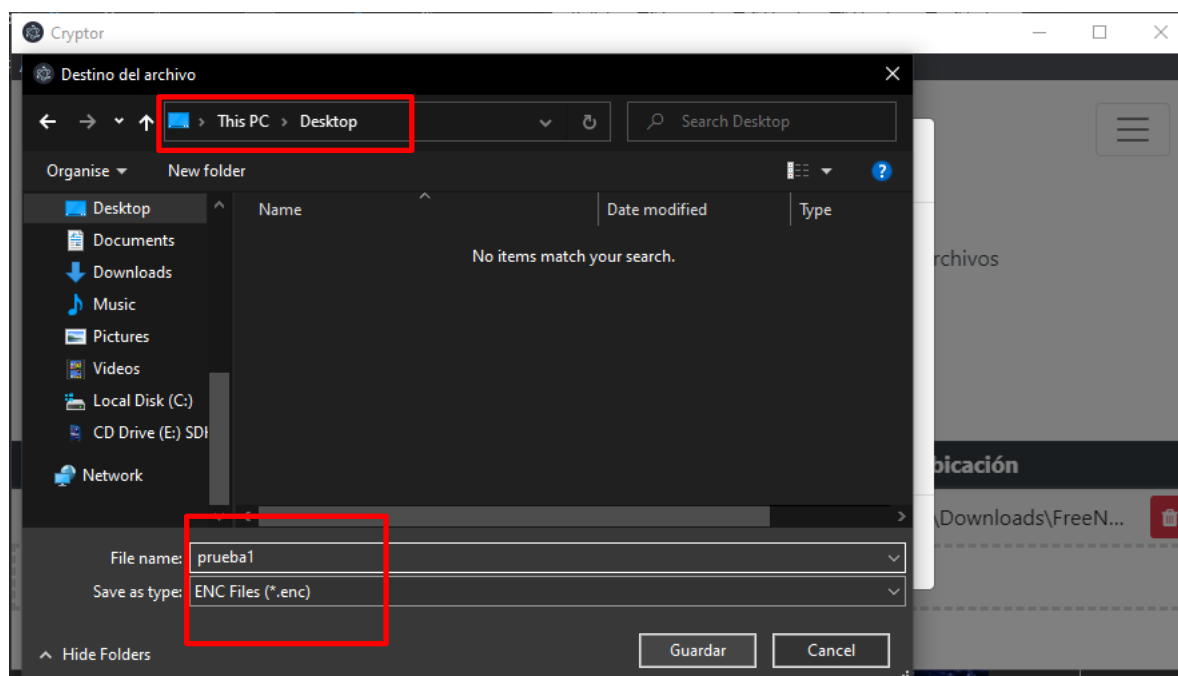 Cryptor
Destino del archivo
This PC > Desktop
Search Desktop
Organise
New folder
Desktop
Documents
Downloads
Music
Pictures
Videos
Local Disk (C:)
CD Drive (E:)
Network
Name
Date modified
Type
No items match your search.
rchivos
bicación
\Downloads\FreeN...
File name: prueba1
Save as type: ENC Files (*.enc)
Hide Folders
Guardar
Cancel